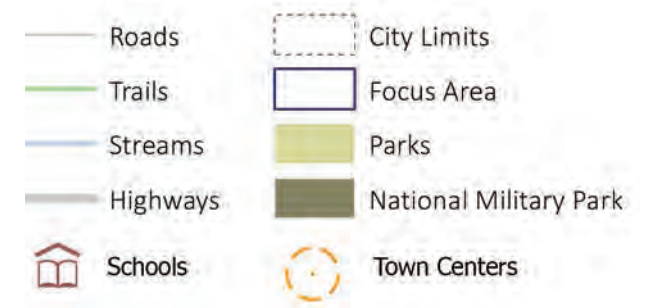 Roads
City Limits
Trails
Focus Area
Streams
Parks
Highways
National Military Park
Schools
Town Centers